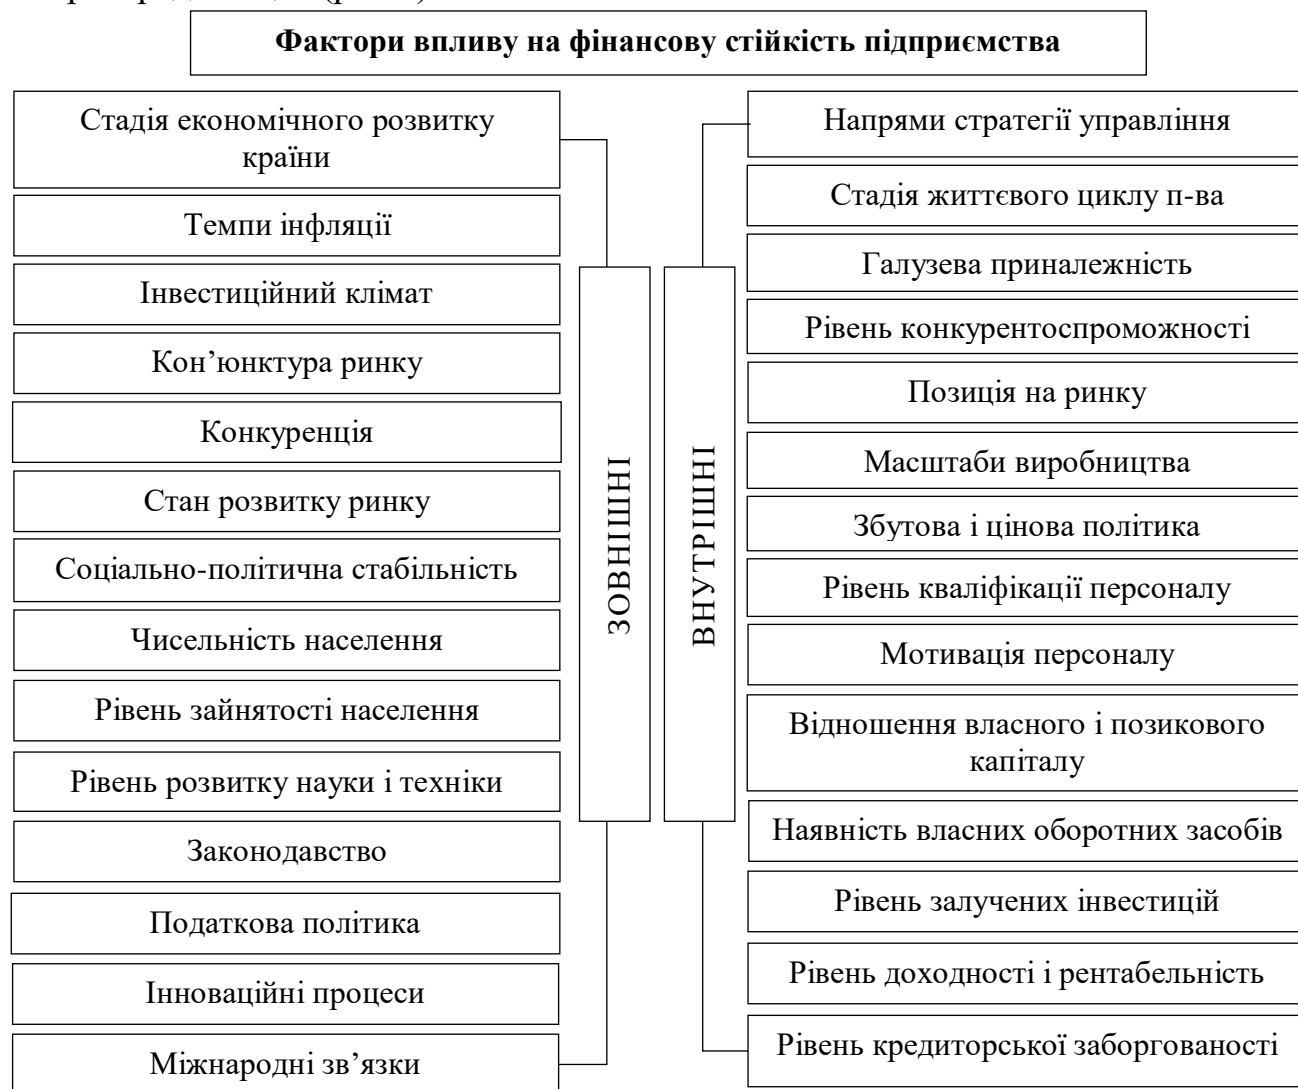 Фактори впливу на фінансову стійкість підприємства
Стадія економічного розвитку
країни
Темпи інфляції
Інвестиційний клімат
Кон’юнктура ринку
Конкуренція
Стан розвитку ринку
Соціально-політична стабільність
Чисельність населення
Рівень зайнятості населення
Рівень розвитку науки і техніки
Законодавство
Податкова політика
Інноваційні процеси
Міжнародні зв’язки
ЗОВНІШНІ
ВНУТРІШНІ
Напрями стратегії управління
Стадія життєвого циклу п-ва
Галузева приналежність
Рівень конкурентоспроможності
Позиція на ринку
Масштаби виробництва
Збутова і цінова політика
Рівень кваліфікації персоналу
Мотивація персоналу
Відношення власного і позикового
капіталу
Наявність власних оборотних засобів
Рівень залучених інвестицій
Рівень доходності і рентабельність
Рівень кредиторської заборгованості